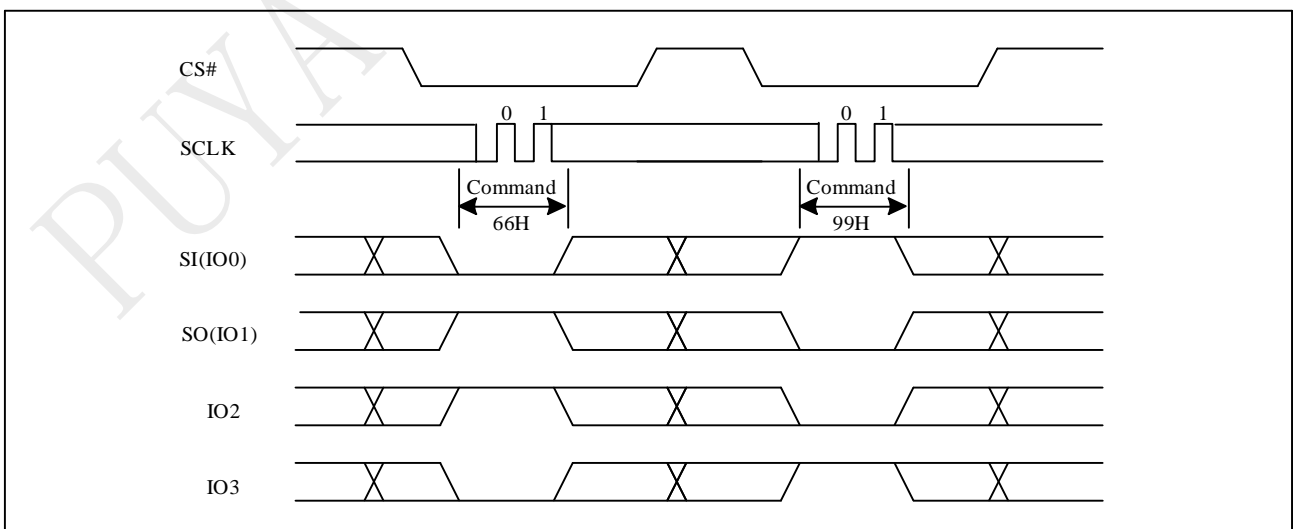 PUYA
CS#
0 1 0 1
SCLK
Command Command
66H 99H
SI(IO0)
SO(IO1)
IO2
IO3